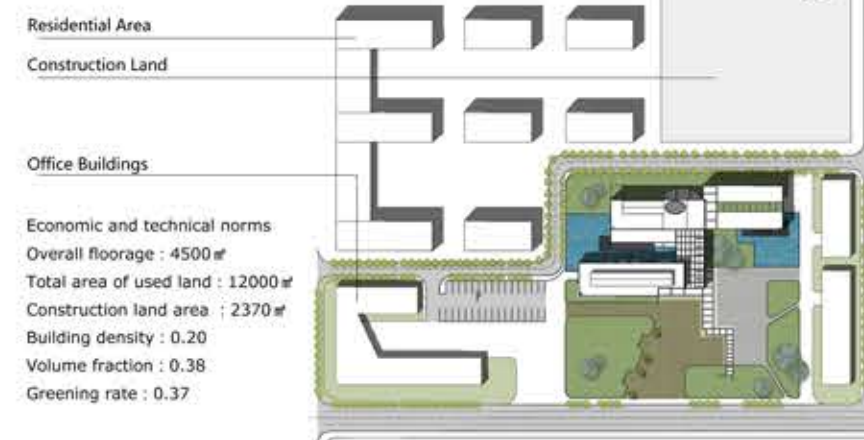 Residential Area
Construction Land
Office Buildings
Economic and technical norms
Overall floorage : 4500㎡
Total area of used land : 12000㎡
Construction land area : 2370㎡
Building density : 0.20
Volume fraction : 0.38
Greening rate : 0.37